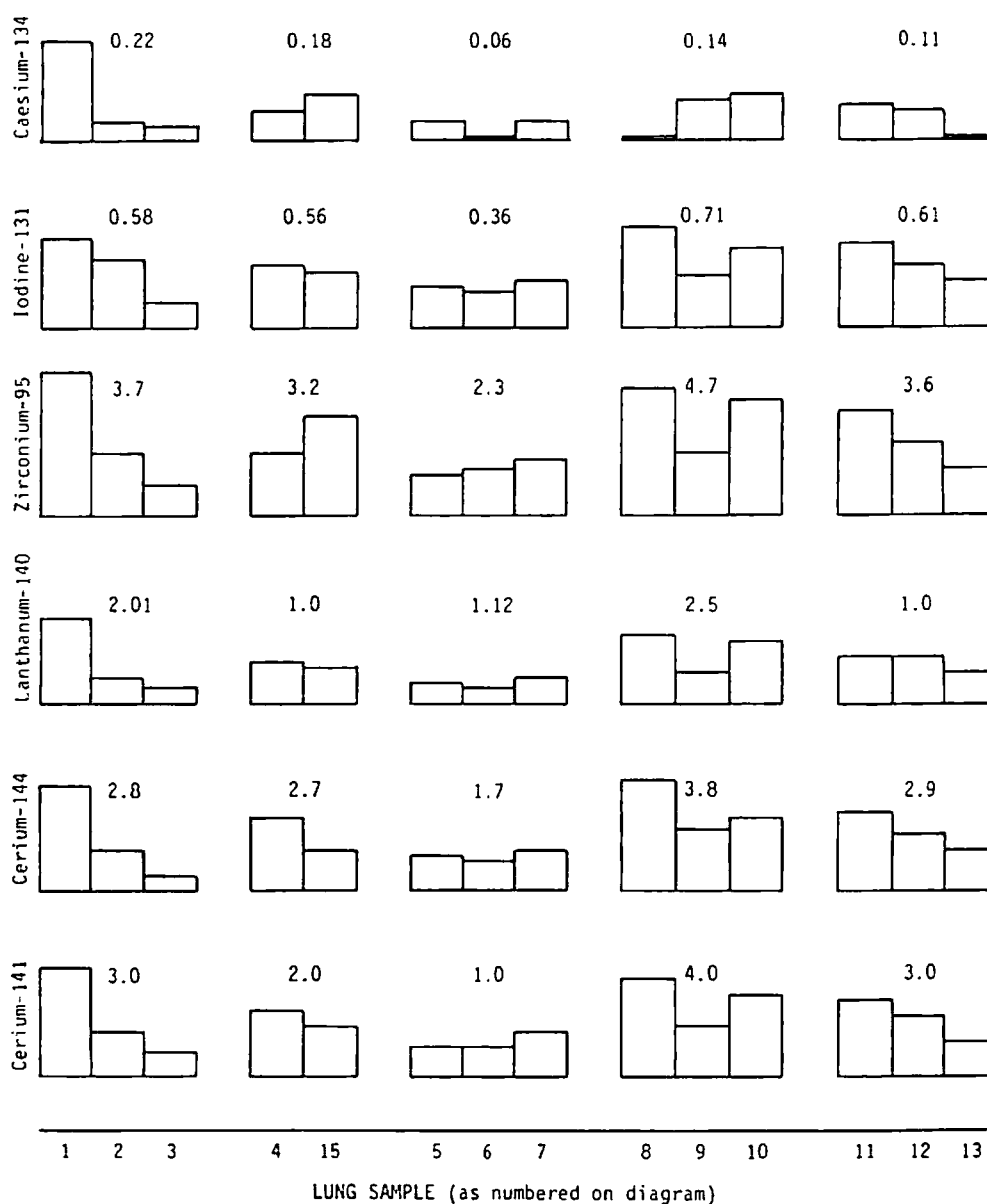 Caesium-134
0.22 0.18 0.06 0.14 0.11
Iodine-131
0.58 0.56 0.36 0.71 0.61
Zirconium-95
3.7 3.2 2.3 4.7 3.6
Lanthanum-140
2.01 1.0 1.12 2.5 1.0
Cerium-144
2.8 2.7 1.7 3.8 2.9
Cerium-141
3.0 2.0 1.0 4.0 3.0
1 2 3 4 15 5 6 7 8 9 10 11 12 13
LUNG SAMPLE (as numbered on diagram)